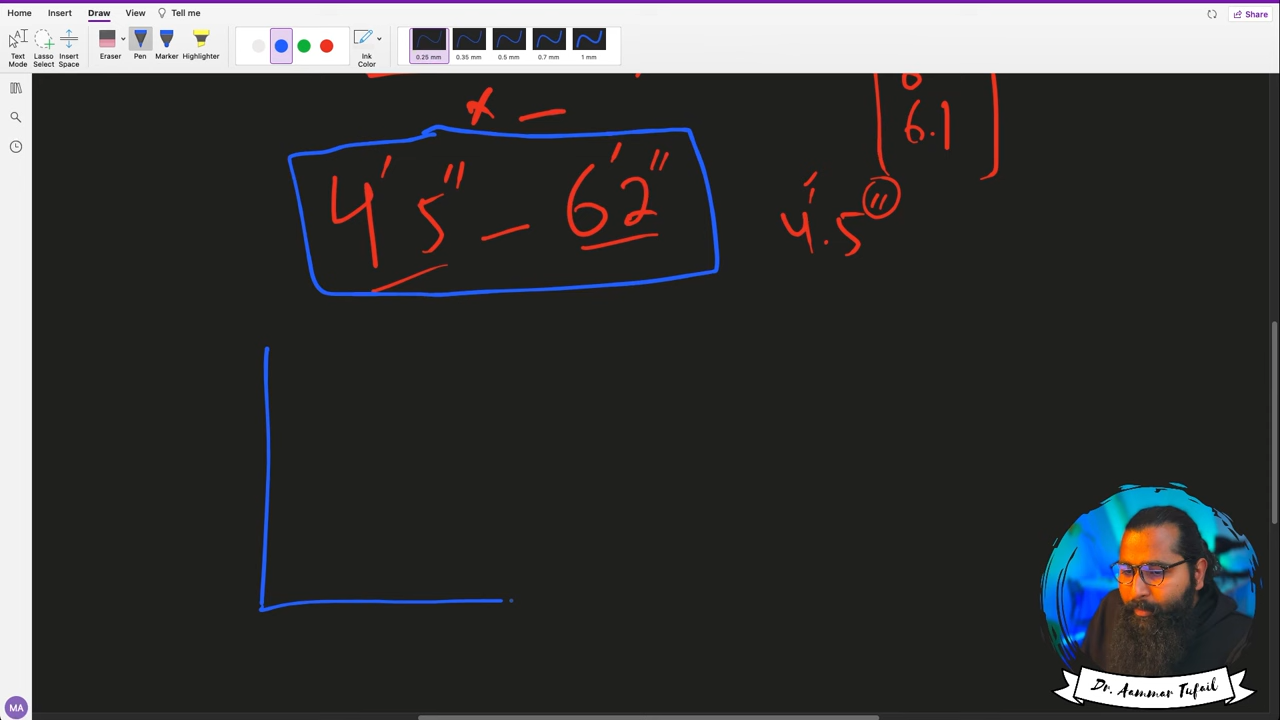 Home Insert Draw View Tell me
Share
Text Mode
Lasso Select
Insert Space
Eraser
Pen
Marker
Highlighter
Ink Color
0.25 mm
0.35 mm
0.5 mm
0.7 mm
1 mm
6.1
4'5" - 6'2"
4'.5"
MA
Dr. Aammar Tufail